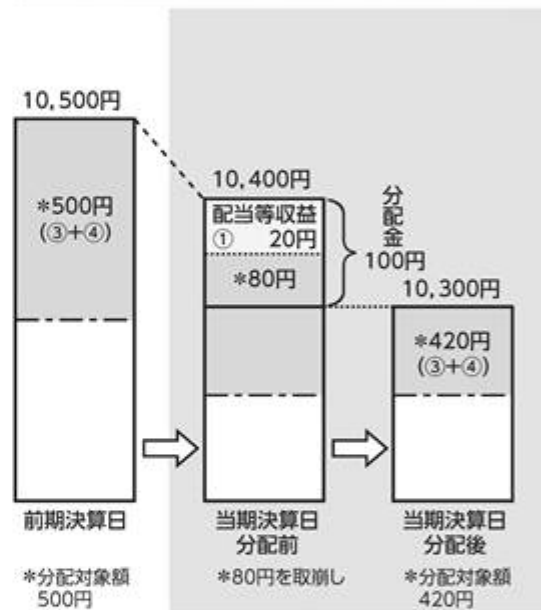 10,500円
*500円
(③+④)
10,400円
配当等収益
① 20円
*80円
分配金
100円
10,300円
*420円
(③+④)
前期決算日
当期決算日
分配前
当期決算日
分配後
*分配対象額
500円
*80円を取崩し
*分配対象額
420円